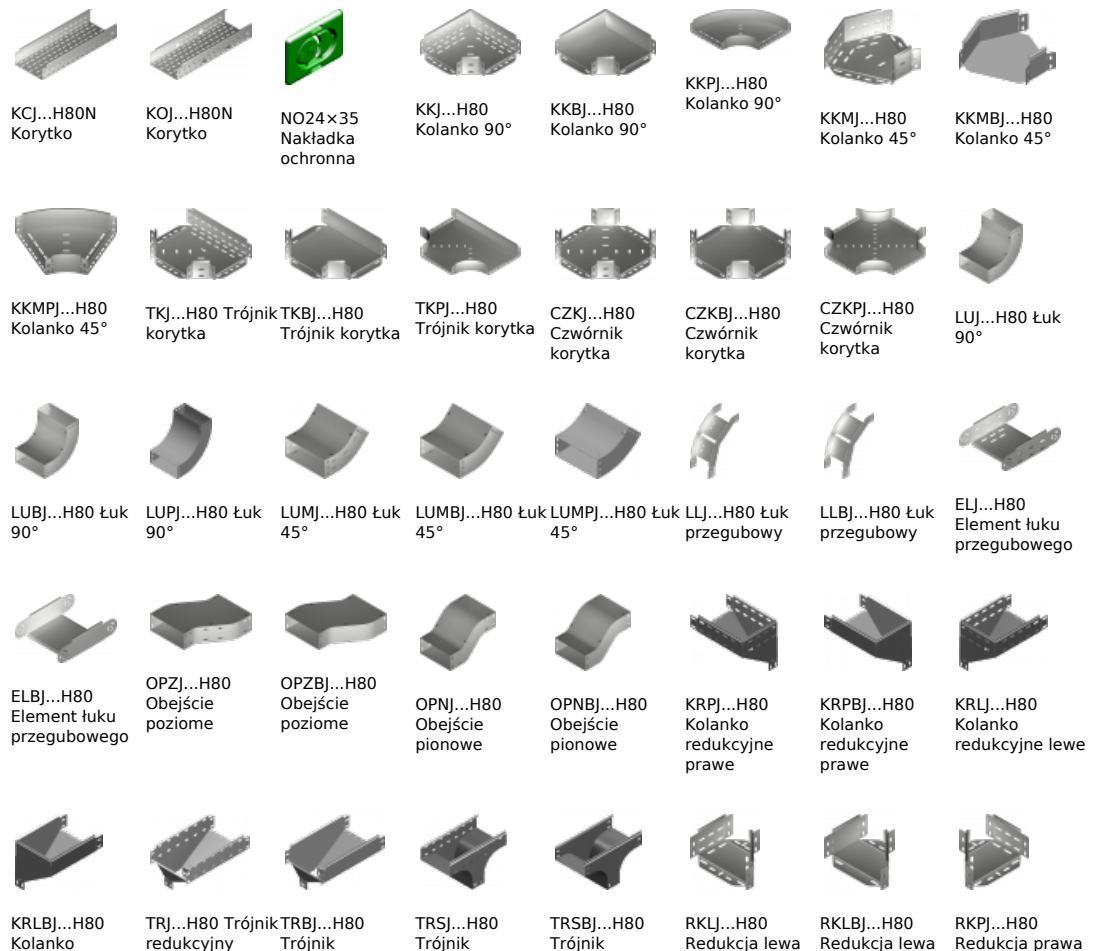 KCJ...H80N
Korytko
KOJ...H80N
Korytko
NO24×35
Nakładka
ochronna
KKJ...H80
Kolanko 90°
KKBJ...H80
Kolanko 90°
KKPJ...H80
Kolanko 90°
KKMJ...H80
Kolanko 45°
KKMBJ...H80
Kolanko 45°
KKMPJ...H80
Kolanko 45°
TKJ...H80 Trójnik
korytka
TKBJ...H80
Trójnik korytka
TKPJ...H80
Trójnik korytka
CZKJ...H80
Czwórnik
korytka
CZKBJ...H80
Czwórnik
korytka
CZKPJ...H80
Czwórnik
korytka
LUJ...H80 Łuk
90°
LUBJ...H80 Łuk
90°
LUPJ...H80 Łuk
90°
LUMJ...H80 Łuk
45°
LUMBJ...H80 Łuk
45°
LUMPJ...H80 Łuk
45°
LLJ...H80 Łuk
przegubowy
LLBJ...H80 Łuk
przegubowy
ELJ...H80
Element łuku
przegubowego
ELBJ...H80
Element łuku
przegubowego
OPZJ...H80
Obejście
poziome
OPZBJ...H80
Obejście
poziome
OPNJ...H80
Obejście
pionowe
OPNBJ...H80
Obejście
pionowe
KRPJ...H80
Kolanko
redukcyjne
prawe
KRPBJ...H80
Kolanko
redukcyjne
prawe
KRLJ...H80
Kolanko
redukcyjne lewe
KRLBJ...H80
Kolanko
TRJ...H80 Trójnik
redukcyjny
TRBJ...H80
Trójnik
TRSJ...H80
Trójnik
TRSBJ...H80
Trójnik
RKLJ...H80
Redukcja lewa
RKLBJ...H80
Redukcja lewa
RKPJ...H80
Redukcja prawa